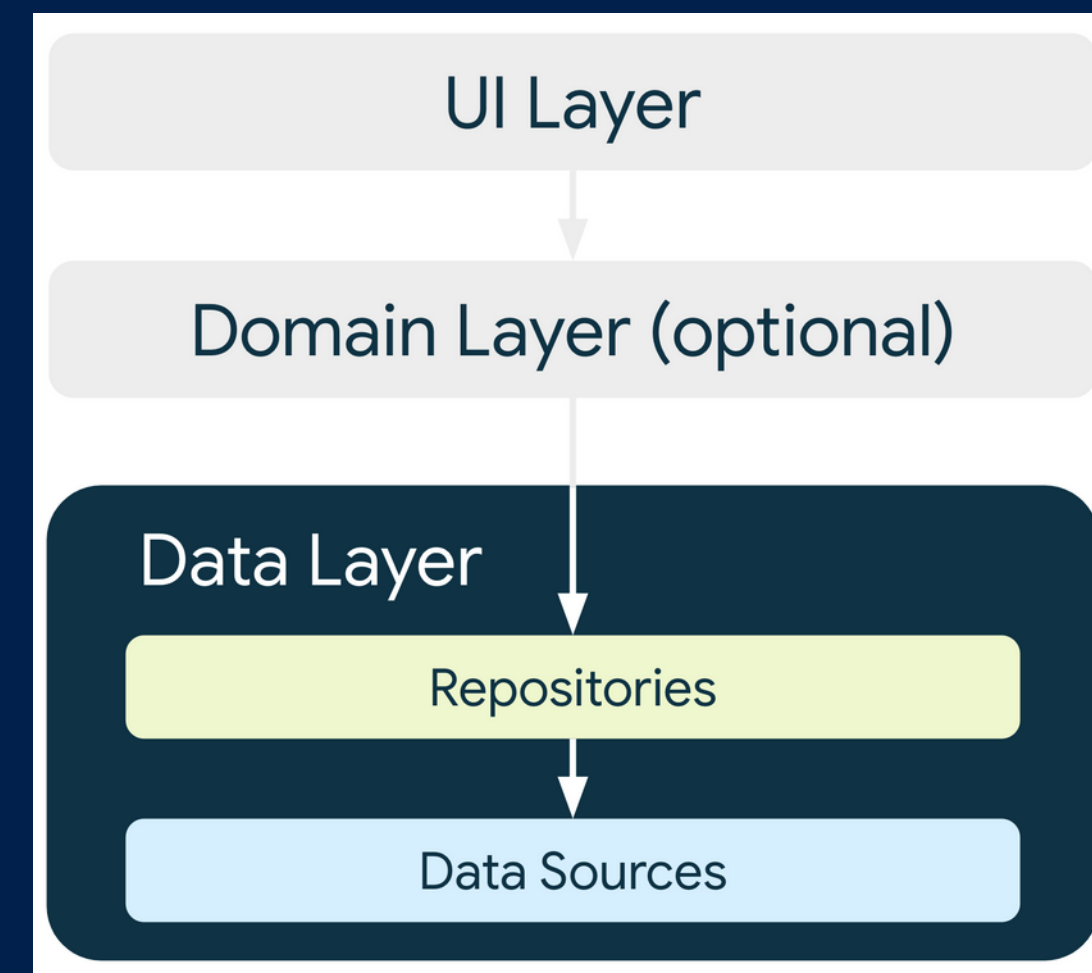 UI Layer
Domain Layer (optional)
Data Layer
Repositories
Data Sources